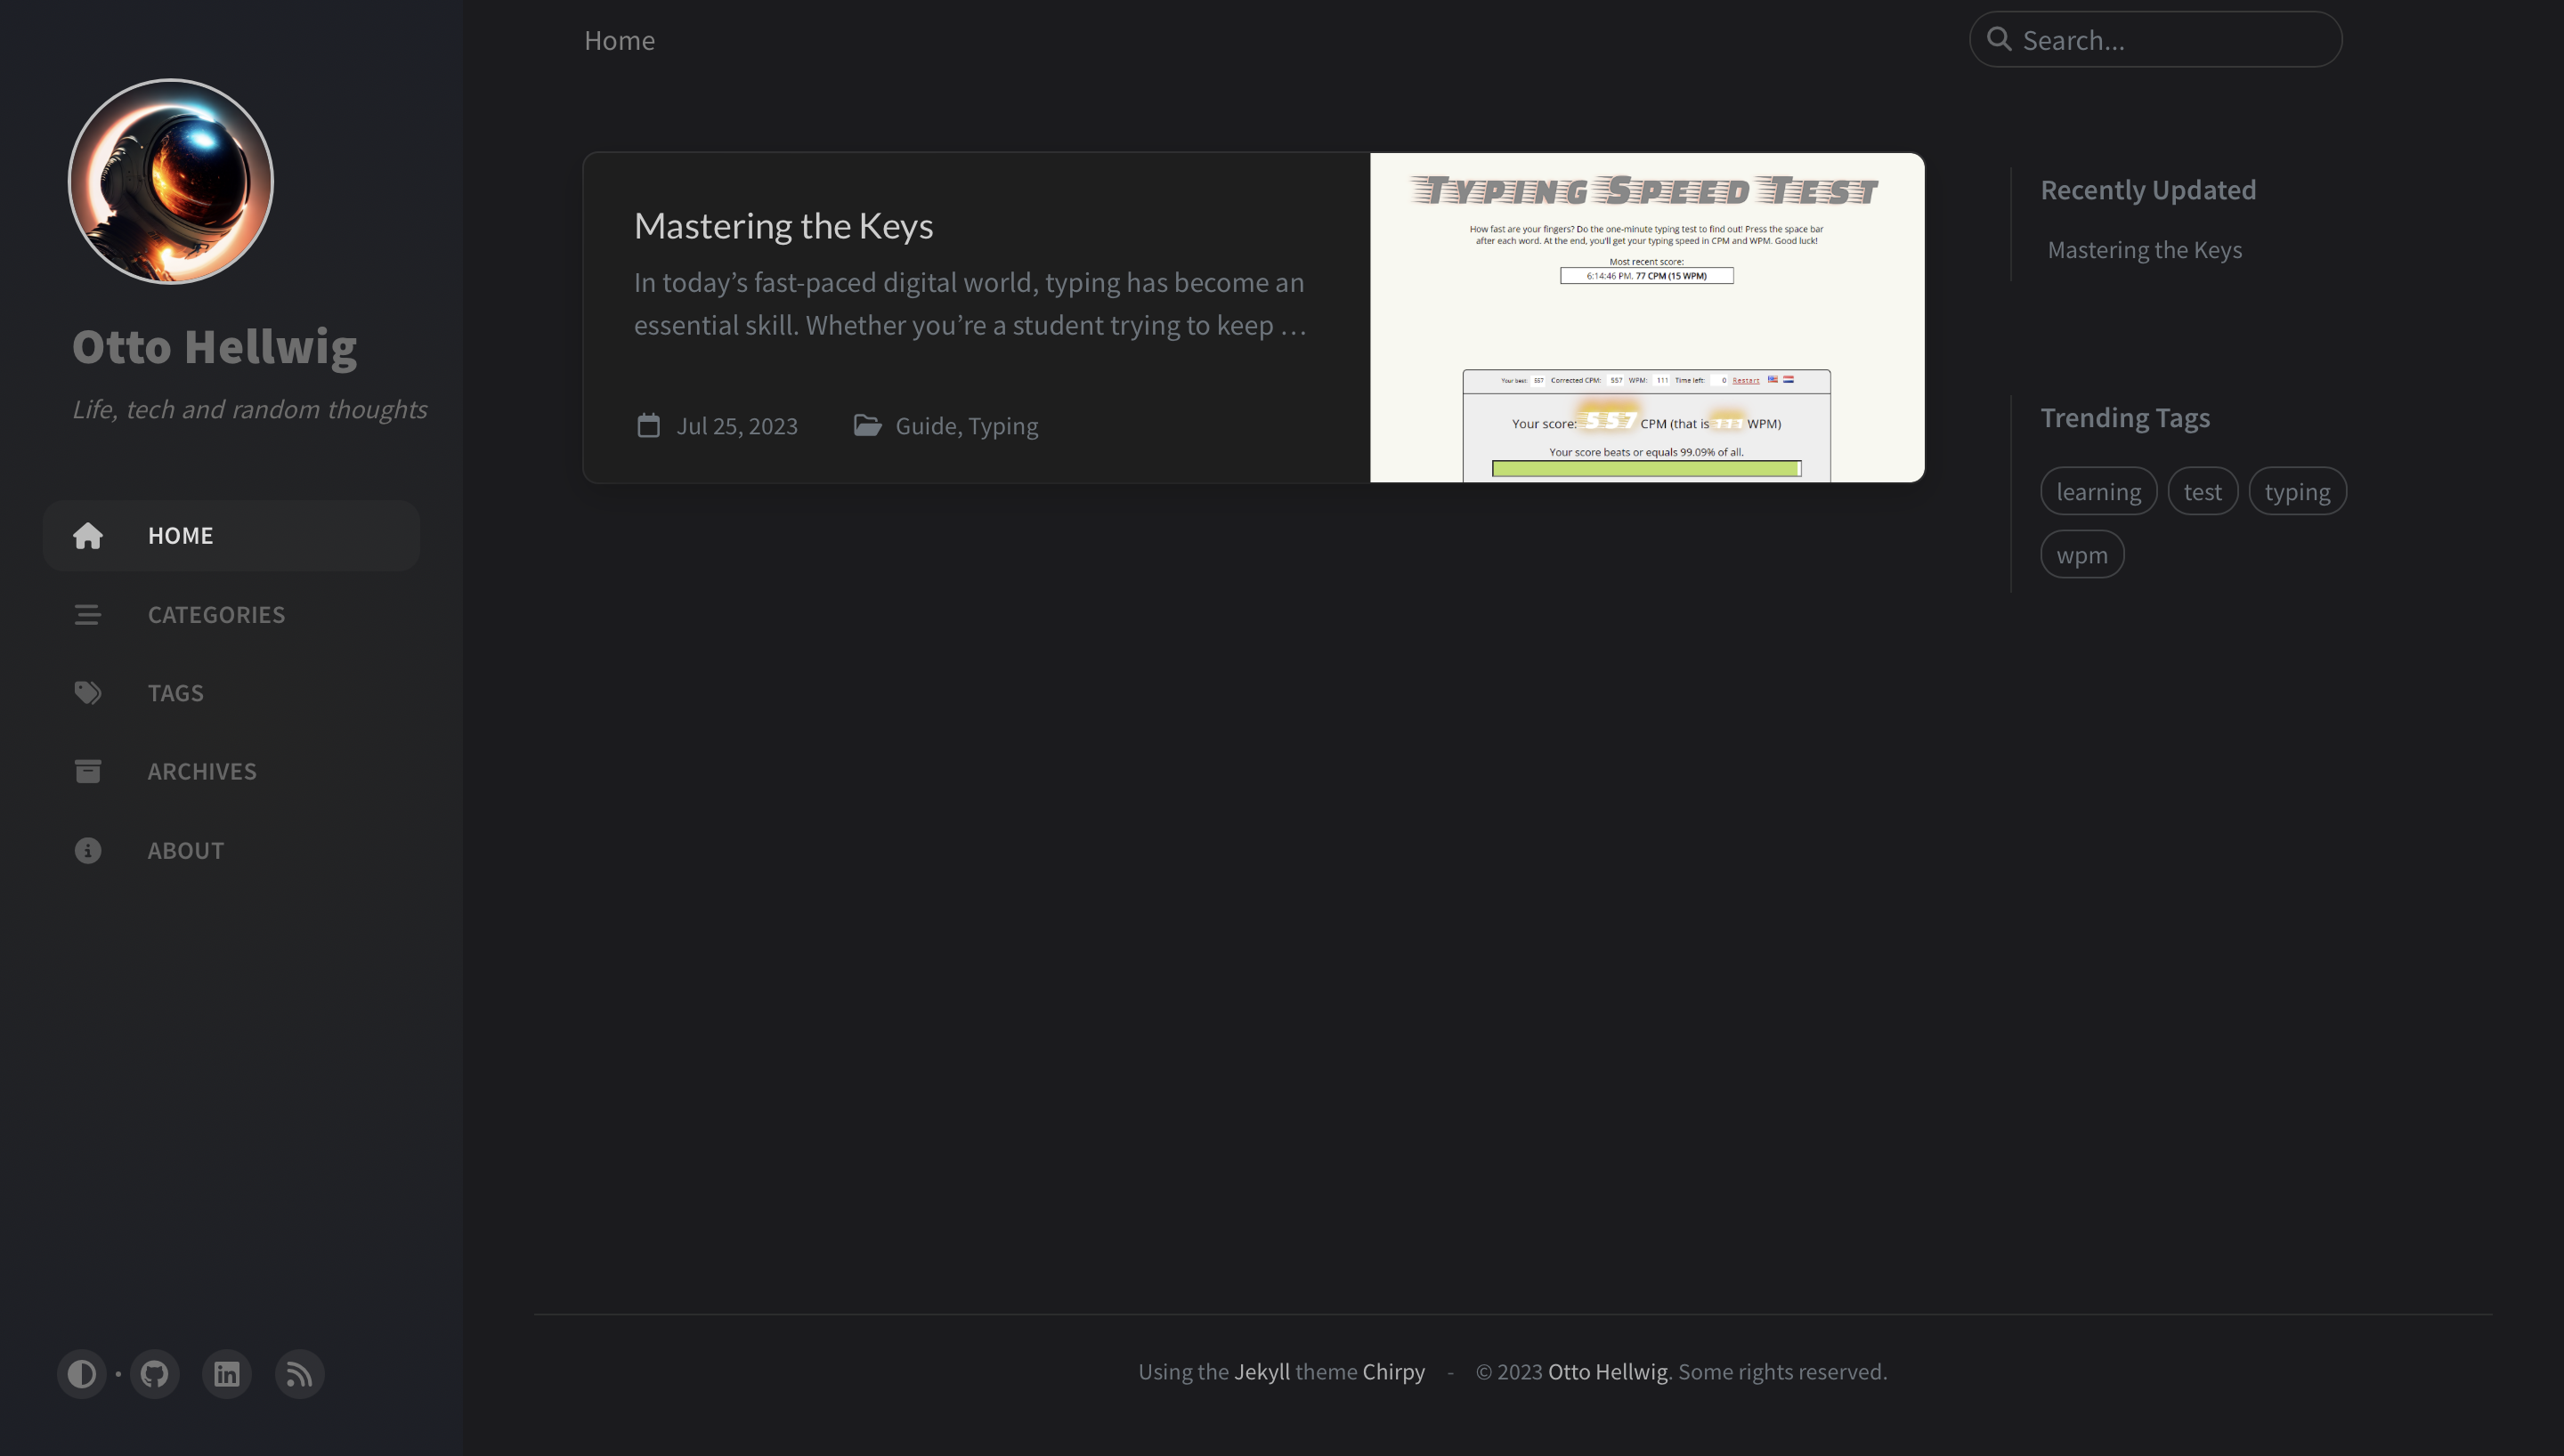 Otto Hellwig
Life, tech and random thoughts
HOME
CATEGORIES
TAGS
ARCHIVES
ABOUT
Home
Search...
Mastering the Keys
In today’s fast-paced digital world, typing has become an
essential skill. Whether you’re a student trying to keep …
Jul 25, 2023
Guide, Typing
TYPING SPEED TEST
How fast are your fingers? Do the one-minute typing test to find out! Press the space bar
after each word. At the end, you'll get your typing speed in CPM and WPM. Good luck!
Most recent score:
6:14:46 PM. 77 CPM (15 WPM)
Your best: 557 Corrected CPM: 557 WPM: 111 Time left: 0 Restart
Your score: 557 CPM (that is 111 WPM)
Your score beats or equals 99.09% of all.
Recently Updated
Mastering the Keys
Trending Tags
learning
test
typing
wpm
Using the Jekyll theme Chirpy - © 2023 Otto Hellwig. Some rights reserved.